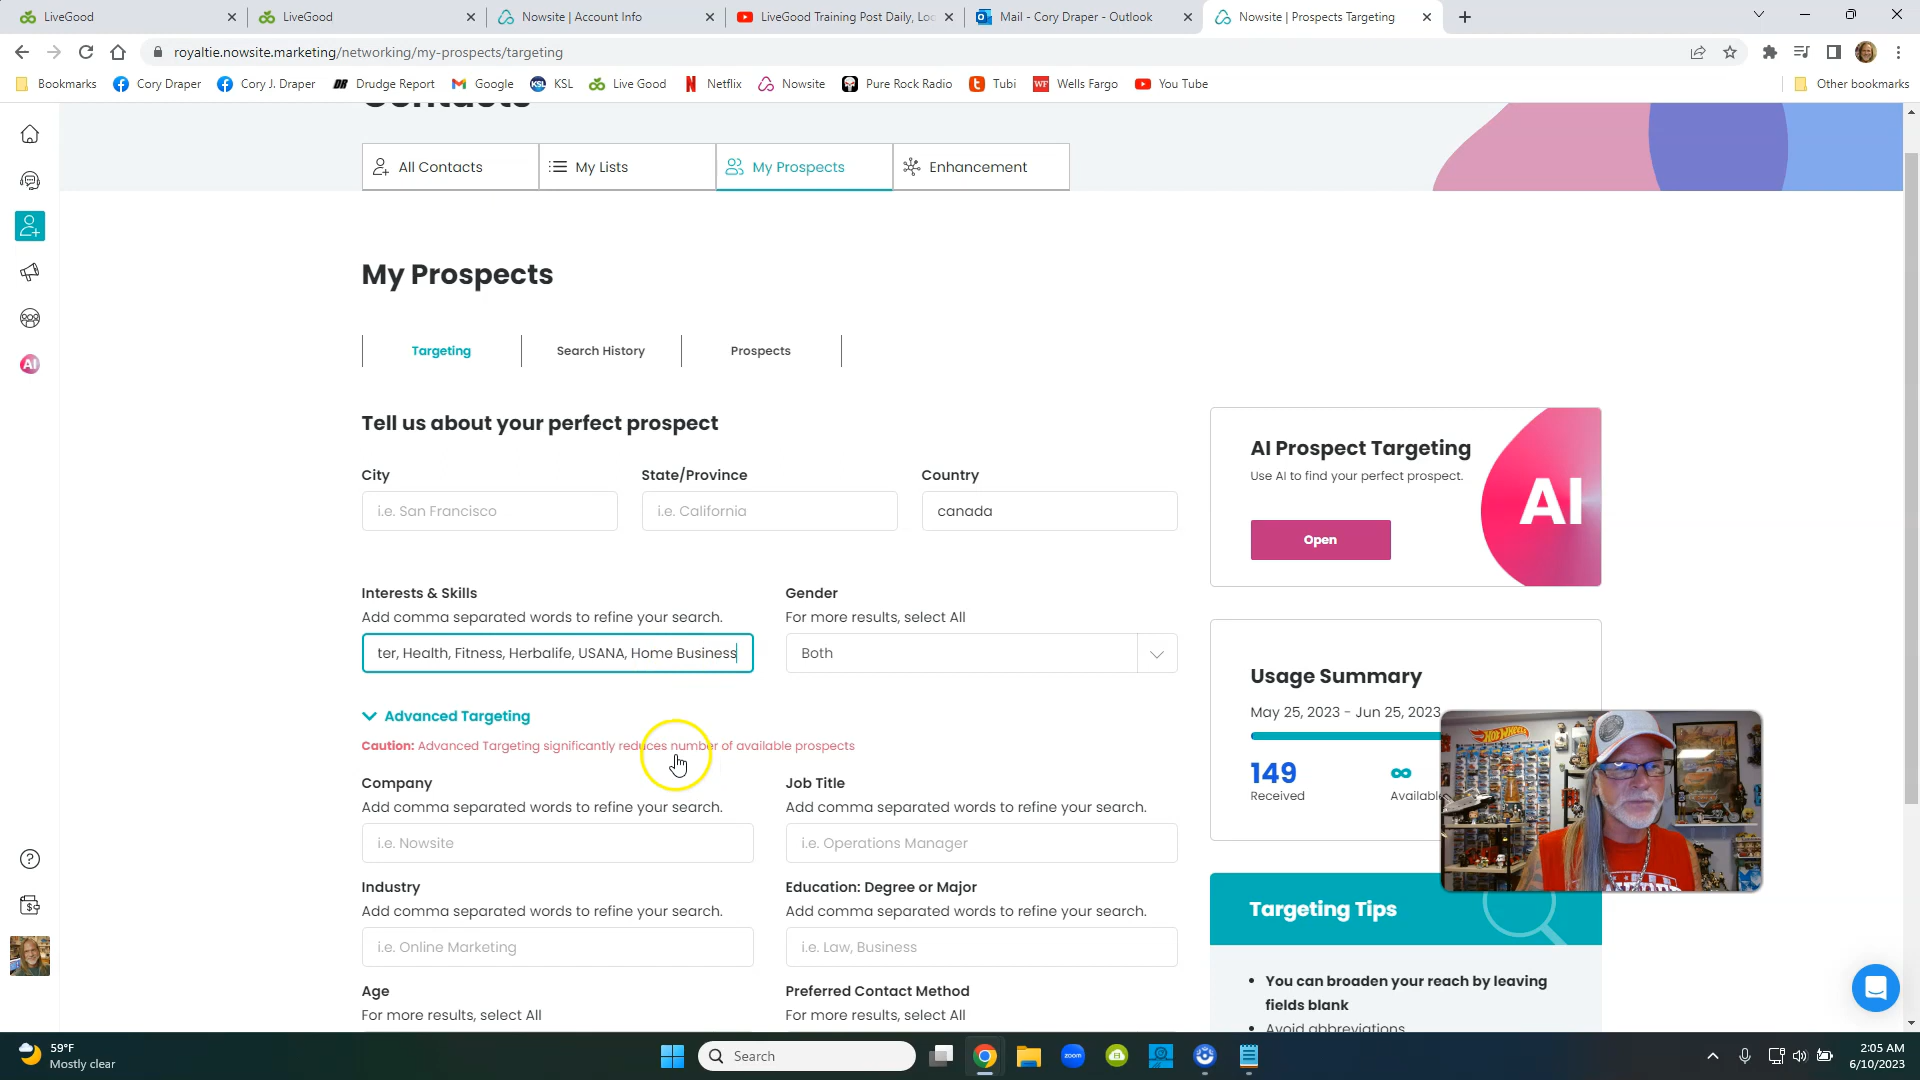 LiveGood
LiveGood
Nowsite | Account Info
LiveGood Training Post Daily, Loc
Mail - Cory Draper - Outlook
Nowsite | Prospects Targeting
royaltie.nowsite.marketing/networking/my-prospects/targeting
Bookmarks
Cory Draper
Cory J. Draper
Drudge Report
Google
KSL
Live Good
Netflix
Nowsite
Pure Rock Radio
Tubi
Wells Fargo
You Tube
Other bookmarks
Contacts
All Contacts
My Lists
My Prospects
Enhancement
My Prospects
Targeting
Search History
Prospects
Tell us about your perfect prospect
City
State/Province
Country
i.e. San Francisco
i.e. California
canada
Interests & Skills
Gender
Add comma separated words to refine your search.
For more results, select All
ter, Health, Fitness, Herbalife, USANA, Home Business
Both
Advanced Targeting
Caution: Advanced Targeting significantly reduces number of available prospects
Company
Job Title
Add comma separated words to refine your search.
Add comma separated words to refine your search.
i.e. Nowsite
i.e. Operations Manager
Industry
Education: Degree or Major
Add comma separated words to refine your search.
Add comma separated words to refine your search.
i.e. Online Marketing
i.e. Law, Business
Age
Preferred Contact Method
For more results, select All
For more results, select All
AI Prospect Targeting
Use AI to find your perfect prospect.
Open
AI
Usage Summary
May 25, 2023 - Jun 25, 2023
149
∞
Received
Available
HOT WHEELS
Targeting Tips
• You can broaden your reach by leaving
fields blank
• Avoid abbreviations
AI
59°F
Mostly clear
Search
zoom
2:05 AM
6/10/2023